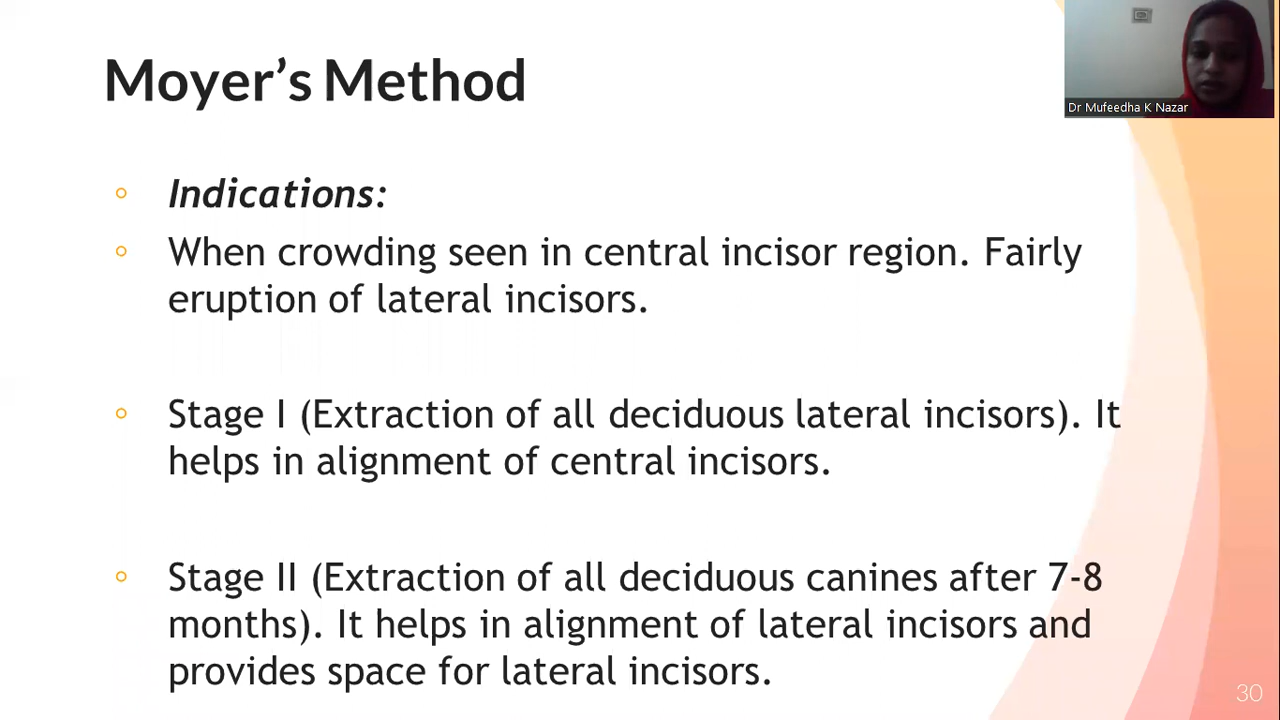 Moyer's Method
Dr Mufeedha K Nazar
Indications:
When crowding seen in central incisor region. Fairly
eruption of lateral incisors.
Stage I (Extraction of all deciduous lateral incisors). It
helps in alignment of central incisors.
Stage II (Extraction of all deciduous canines after 7-8
months). It helps in alignment of lateral incisors and
provides space for lateral incisors.
30